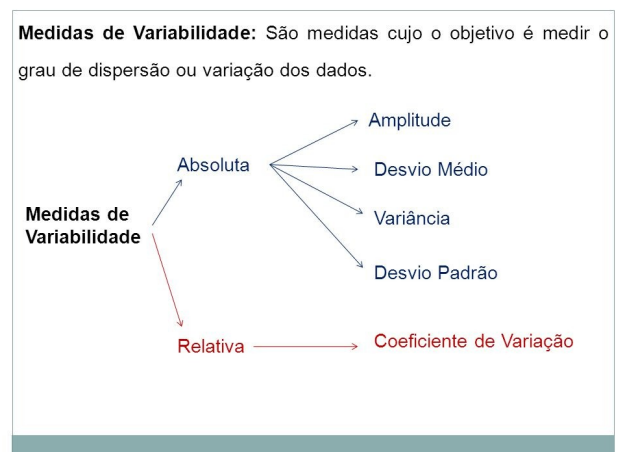 Medidas de Variabilidade: São medidas cujo o objetivo é medir o
grau de dispersão ou variação dos dados.
Amplitude
Absoluta
Desvio Médio
Medidas de
Variabilidade
Variância
Desvio Padrão
Relativa
Coeficiente de Variação